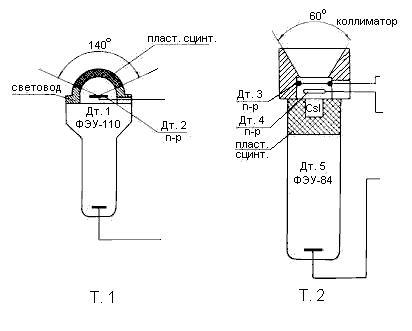 140°
пласт. сцинт.
световод
Дт. 1
ФЭУ-110
Дт. 2
п-р
Т. 1
60°
коллиматор
Дт. 3
п-р
Дт. 4
п-р
CsI
пласт.
сцинт.
Дт. 5
ФЭУ-84
Т. 2